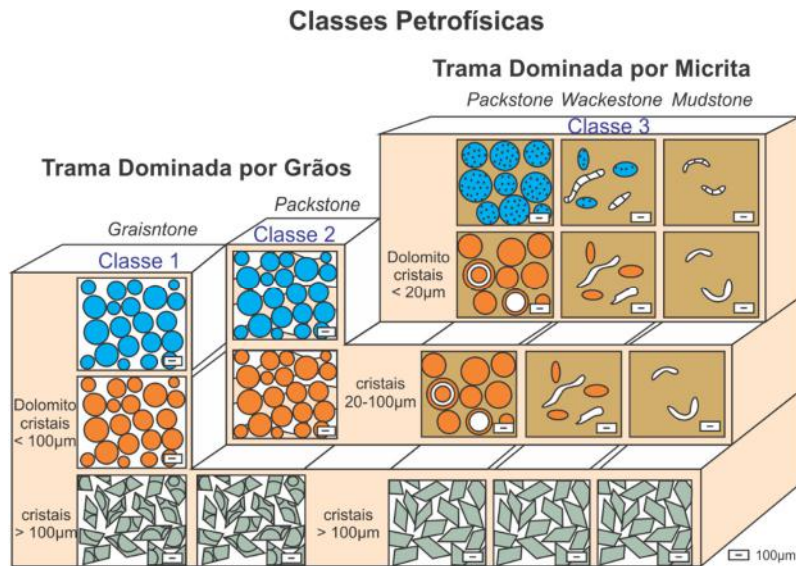 Classes Petrofísicas
Trama Dominada por Micrita
Packstone Wackestone Mudstone
Classe 3
Trama Dominada por Grãos
Packstone
Graisntone
Classe 2
Classe 1
Dolomito
cristais
< 20µm
cristais
20-100µm
Dolomito
cristais
< 100µm
cristais
> 100µm
cristais
> 100µm
100µm